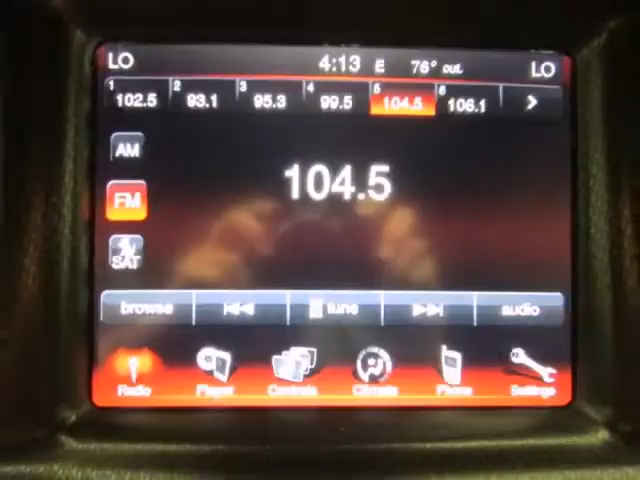 LO 4:13 E 76° out LO
1 102.5 2 93.1 3 95.3 4 99.5 5 104.5 6 106.1
AM
104.5
FM
SAT
browse tune audio
Radio Player Controls Climate Phone Settings